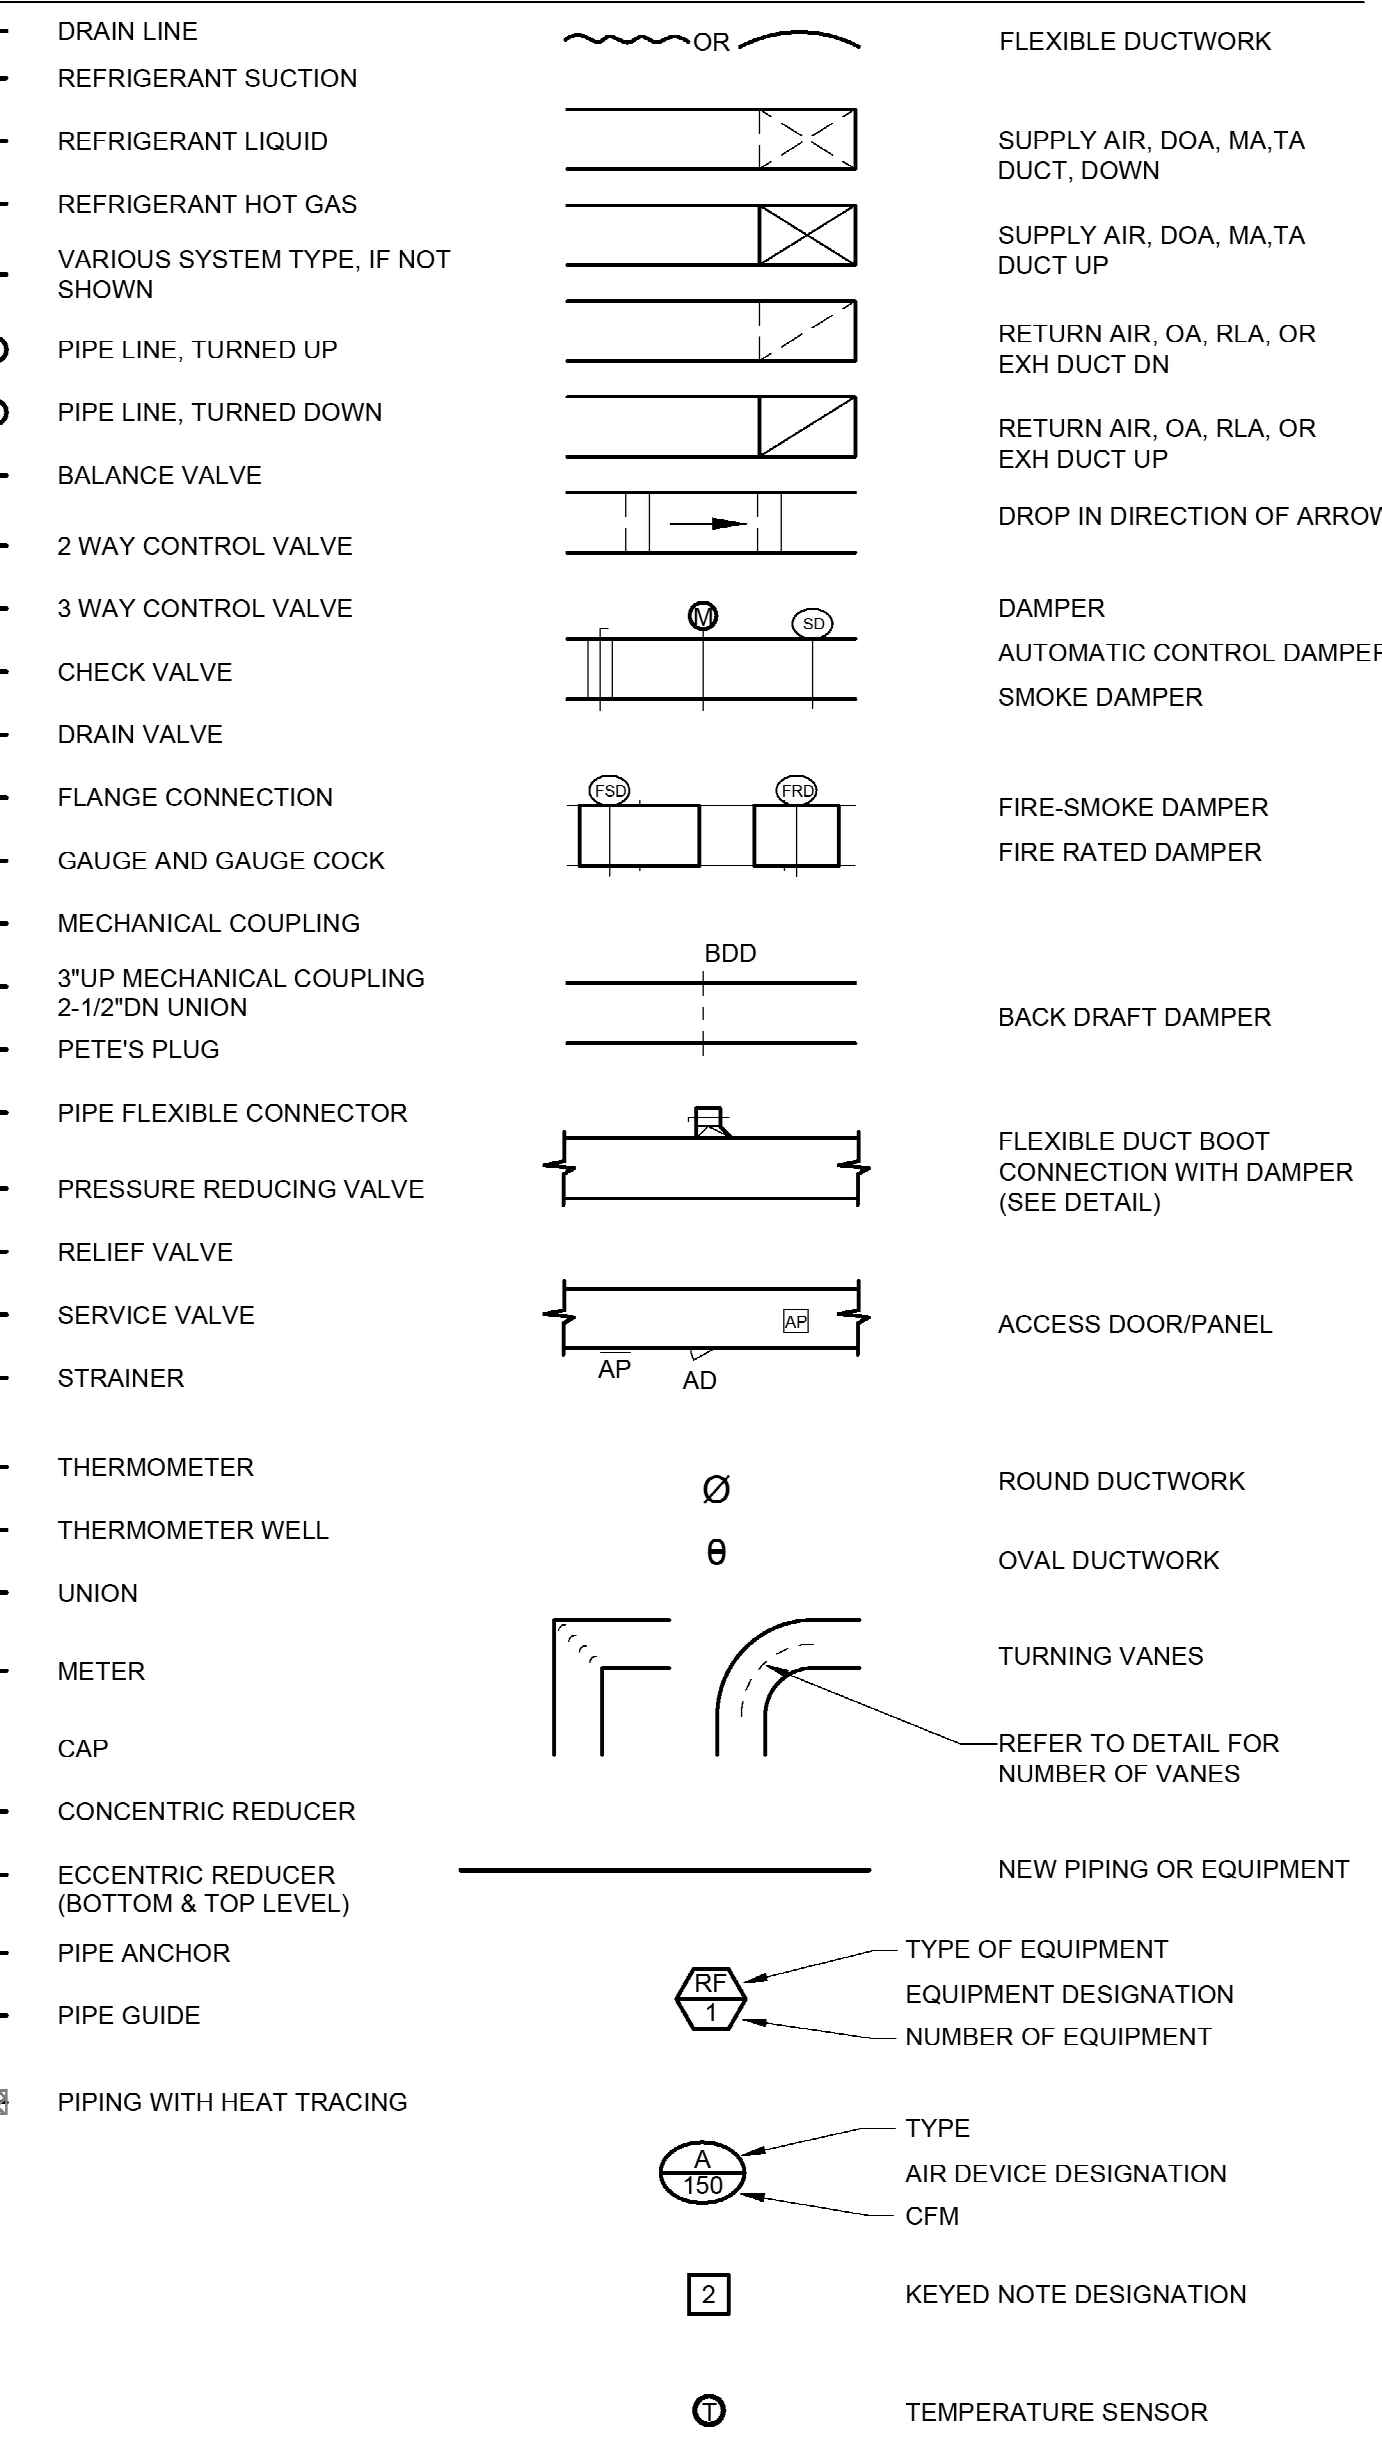 DRAIN LINE
REFRIGERANT SUCTION
REFRIGERANT LIQUID
REFRIGERANT HOT GAS
VARIOUS SYSTEM TYPE, IF NOT
SHOWN
PIPE LINE, TURNED UP
PIPE LINE, TURNED DOWN
BALANCE VALVE
2 WAY CONTROL VALVE
3 WAY CONTROL VALVE
CHECK VALVE
DRAIN VALVE
FLANGE CONNECTION
GAUGE AND GAUGE COCK
MECHANICAL COUPLING
3"UP MECHANICAL COUPLING
2-1/2"DN UNION
PETE'S PLUG
PIPE FLEXIBLE CONNECTOR
PRESSURE REDUCING VALVE
RELIEF VALVE
SERVICE VALVE
STRAINER
THERMOMETER
THERMOMETER WELL
UNION
METER
CAP
CONCENTRIC REDUCER
ECCENTRIC REDUCER
(BOTTOM & TOP LEVEL)
PIPE ANCHOR
PIPE GUIDE
PIPING WITH HEAT TRACING
OR
FLEXIBLE DUCTWORK
SUPPLY AIR, DOA, MA,TA
DUCT, DOWN
SUPPLY AIR, DOA, MA,TA
DUCT UP
RETURN AIR, OA, RLA, OR
EXH DUCT DN
RETURN AIR, OA, RLA, OR
EXH DUCT UP
DROP IN DIRECTION OF ARROW
M
SD
DAMPER
AUTOMATIC CONTROL DAMPER
SMOKE DAMPER
FSD
FRD
FIRE-SMOKE DAMPER
FIRE RATED DAMPER
BDD
BACK DRAFT DAMPER
FLEXIBLE DUCT BOOT
CONNECTION WITH DAMPER
(SEE DETAIL)
AP
AP
AD
ACCESS DOOR/PANEL
Ø
ROUND DUCTWORK
θ
OVAL DUCTWORK
TURNING VANES
REFER TO DETAIL FOR
NUMBER OF VANES
NEW PIPING OR EQUIPMENT
RF
1
TYPE OF EQUIPMENT
EQUIPMENT DESIGNATION
NUMBER OF EQUIPMENT
A
150
TYPE
AIR DEVICE DESIGNATION
CFM
2
KEYED NOTE DESIGNATION
T
TEMPERATURE SENSOR